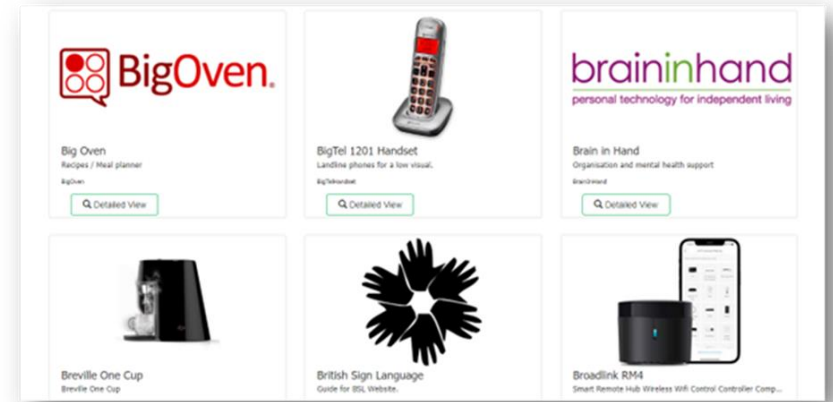 BigOven.
Big Oven
Recipes / Meal planner
BigOven
Detailed View
BigTel 1201 Handset
Landline phones for a low visual.
BigTelHandset
Detailed View
braininhand
personal technology for independent living
Brain in Hand
Organisation and mental health support
BrainInHand
Detailed View
Breville One Cup
Breville One Cup
British Sign Language
Guide for BSL Website.
Broadlink RM4
Smart Remote Hub Wireless Wifi Control Controller Comp...